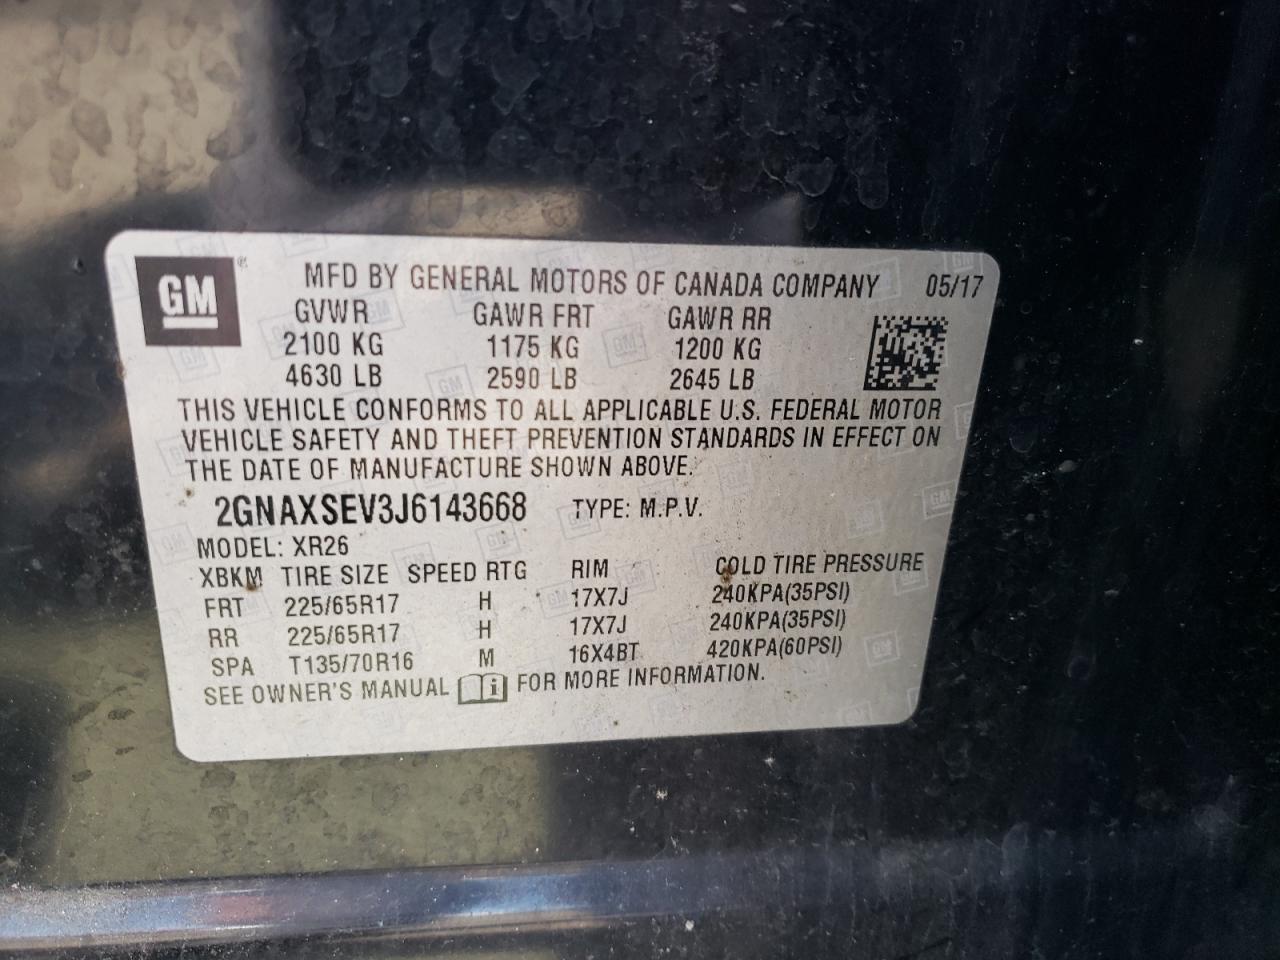 GM ® MFD BY GENERAL MOTORS OF CANADA COMPANY 05/17
GVWR GAWR FRT GAWR RR
2100 KG 1175 KG 1200 KG
4630 LB 2590 LB 2645 LB
THIS VEHICLE CONFORMS TO ALL APPLICABLE U.S. FEDERAL MOTOR
VEHICLE SAFETY AND THEFT PREVENTION STANDARDS IN EFFECT ON
THE DATE OF MANUFACTURE SHOWN ABOVE.
2GNAXSEV3J6143668 TYPE: M.P.V.
MODEL: XR26
XBKM TIRE SIZE SPEED RTG RIM COLD TIRE PRESSURE
FRT 225/65R17 H 17X7J 240KPA(35PSI)
RR 225/65R17 H 17X7J 240KPA(35PSI)
SPA T135/70R16 M 16X4BT 420KPA(60PSI)
SEE OWNER'S MANUAL i FOR MORE INFORMATION.